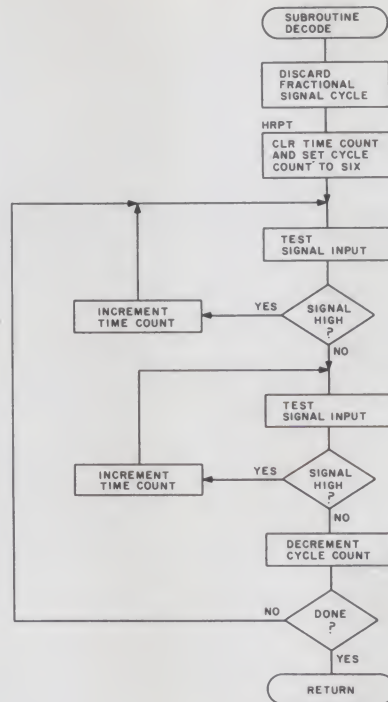 SUBROUTINE
DECODE
DISCARD
FRACTIONAL
SIGNAL CYCLE
HRPT
CLR TIME COUNT
AND SET CYCLE
COUNT TO SIX
TEST
SIGNAL INPUT
INCREMENT
TIME COUNT
YES
SIGNAL
HIGH
?
NO
TEST
SIGNAL INPUT
INCREMENT
TIME COUNT
YES
SIGNAL
HIGH
?
NO
DECREMENT
CYCLE COUNT
NO
DONE
?
YES
RETURN